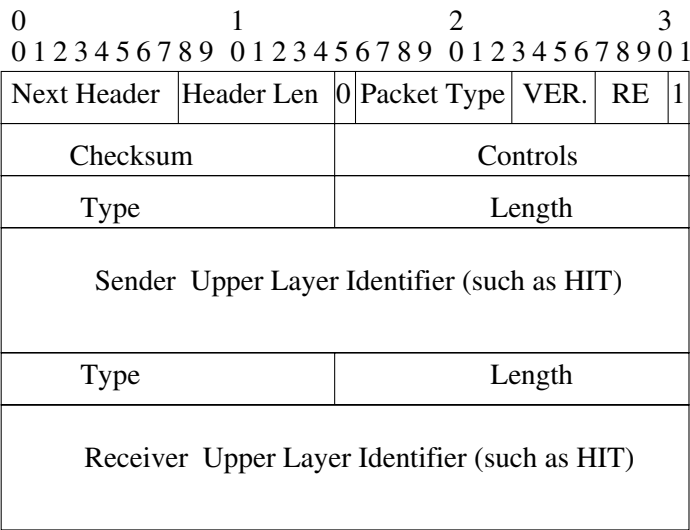 0 1 2 3
0 1 2 3 4 5 6 7 8 9 0 1 2 3 4 5 6 7 8 9 0 1 2 3 4 5 6 7 8 9 0 1
Next Header Header Len 0 Packet Type VER. RE 1
Checksum Controls
Type Length
Sender Upper Layer Identifier (such as HIT)
Type Length
Receiver Upper Layer Identifier (such as HIT)